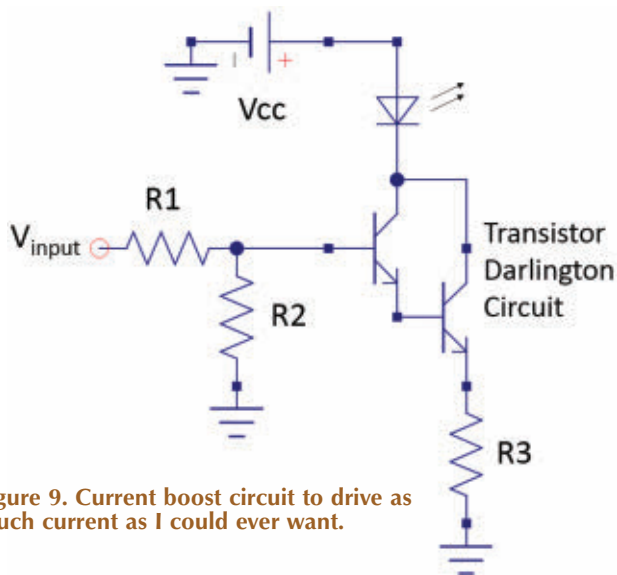 Vcc
R1
Vinput
R2
Transistor
Darlington
Circuit
R3
gure 9. Current boost circuit to drive as
uch current as I could ever want.